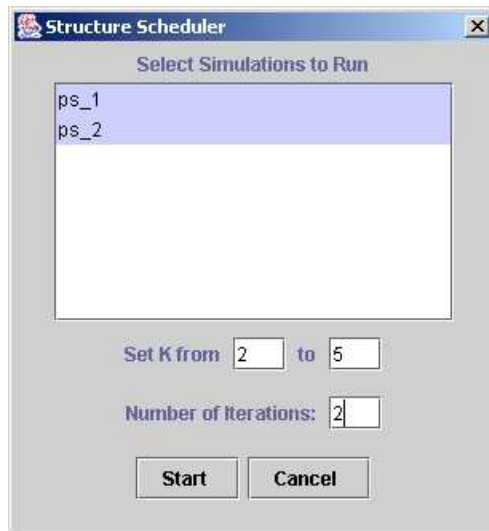 Structure Scheduler
Select Simulations to Run
ps_1
ps_2
Set K from 2 to 5
Number of Iterations: 2
Start Cancel